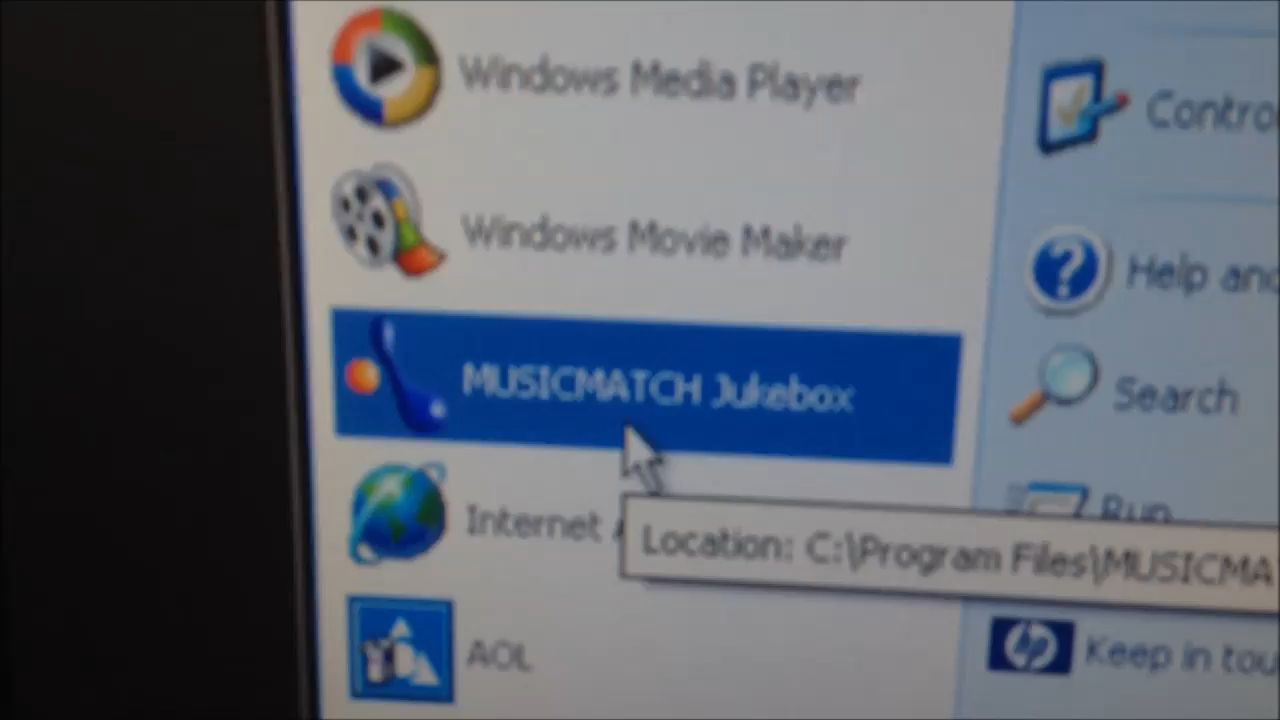 Windows Media Player
Windows Movie Maker
MUSICMATCH Jukebox
Internet
Location: C:\Program Files\MUSICMA
AOL
Contro
Help and
Search
Run...
hp
Keep in tou